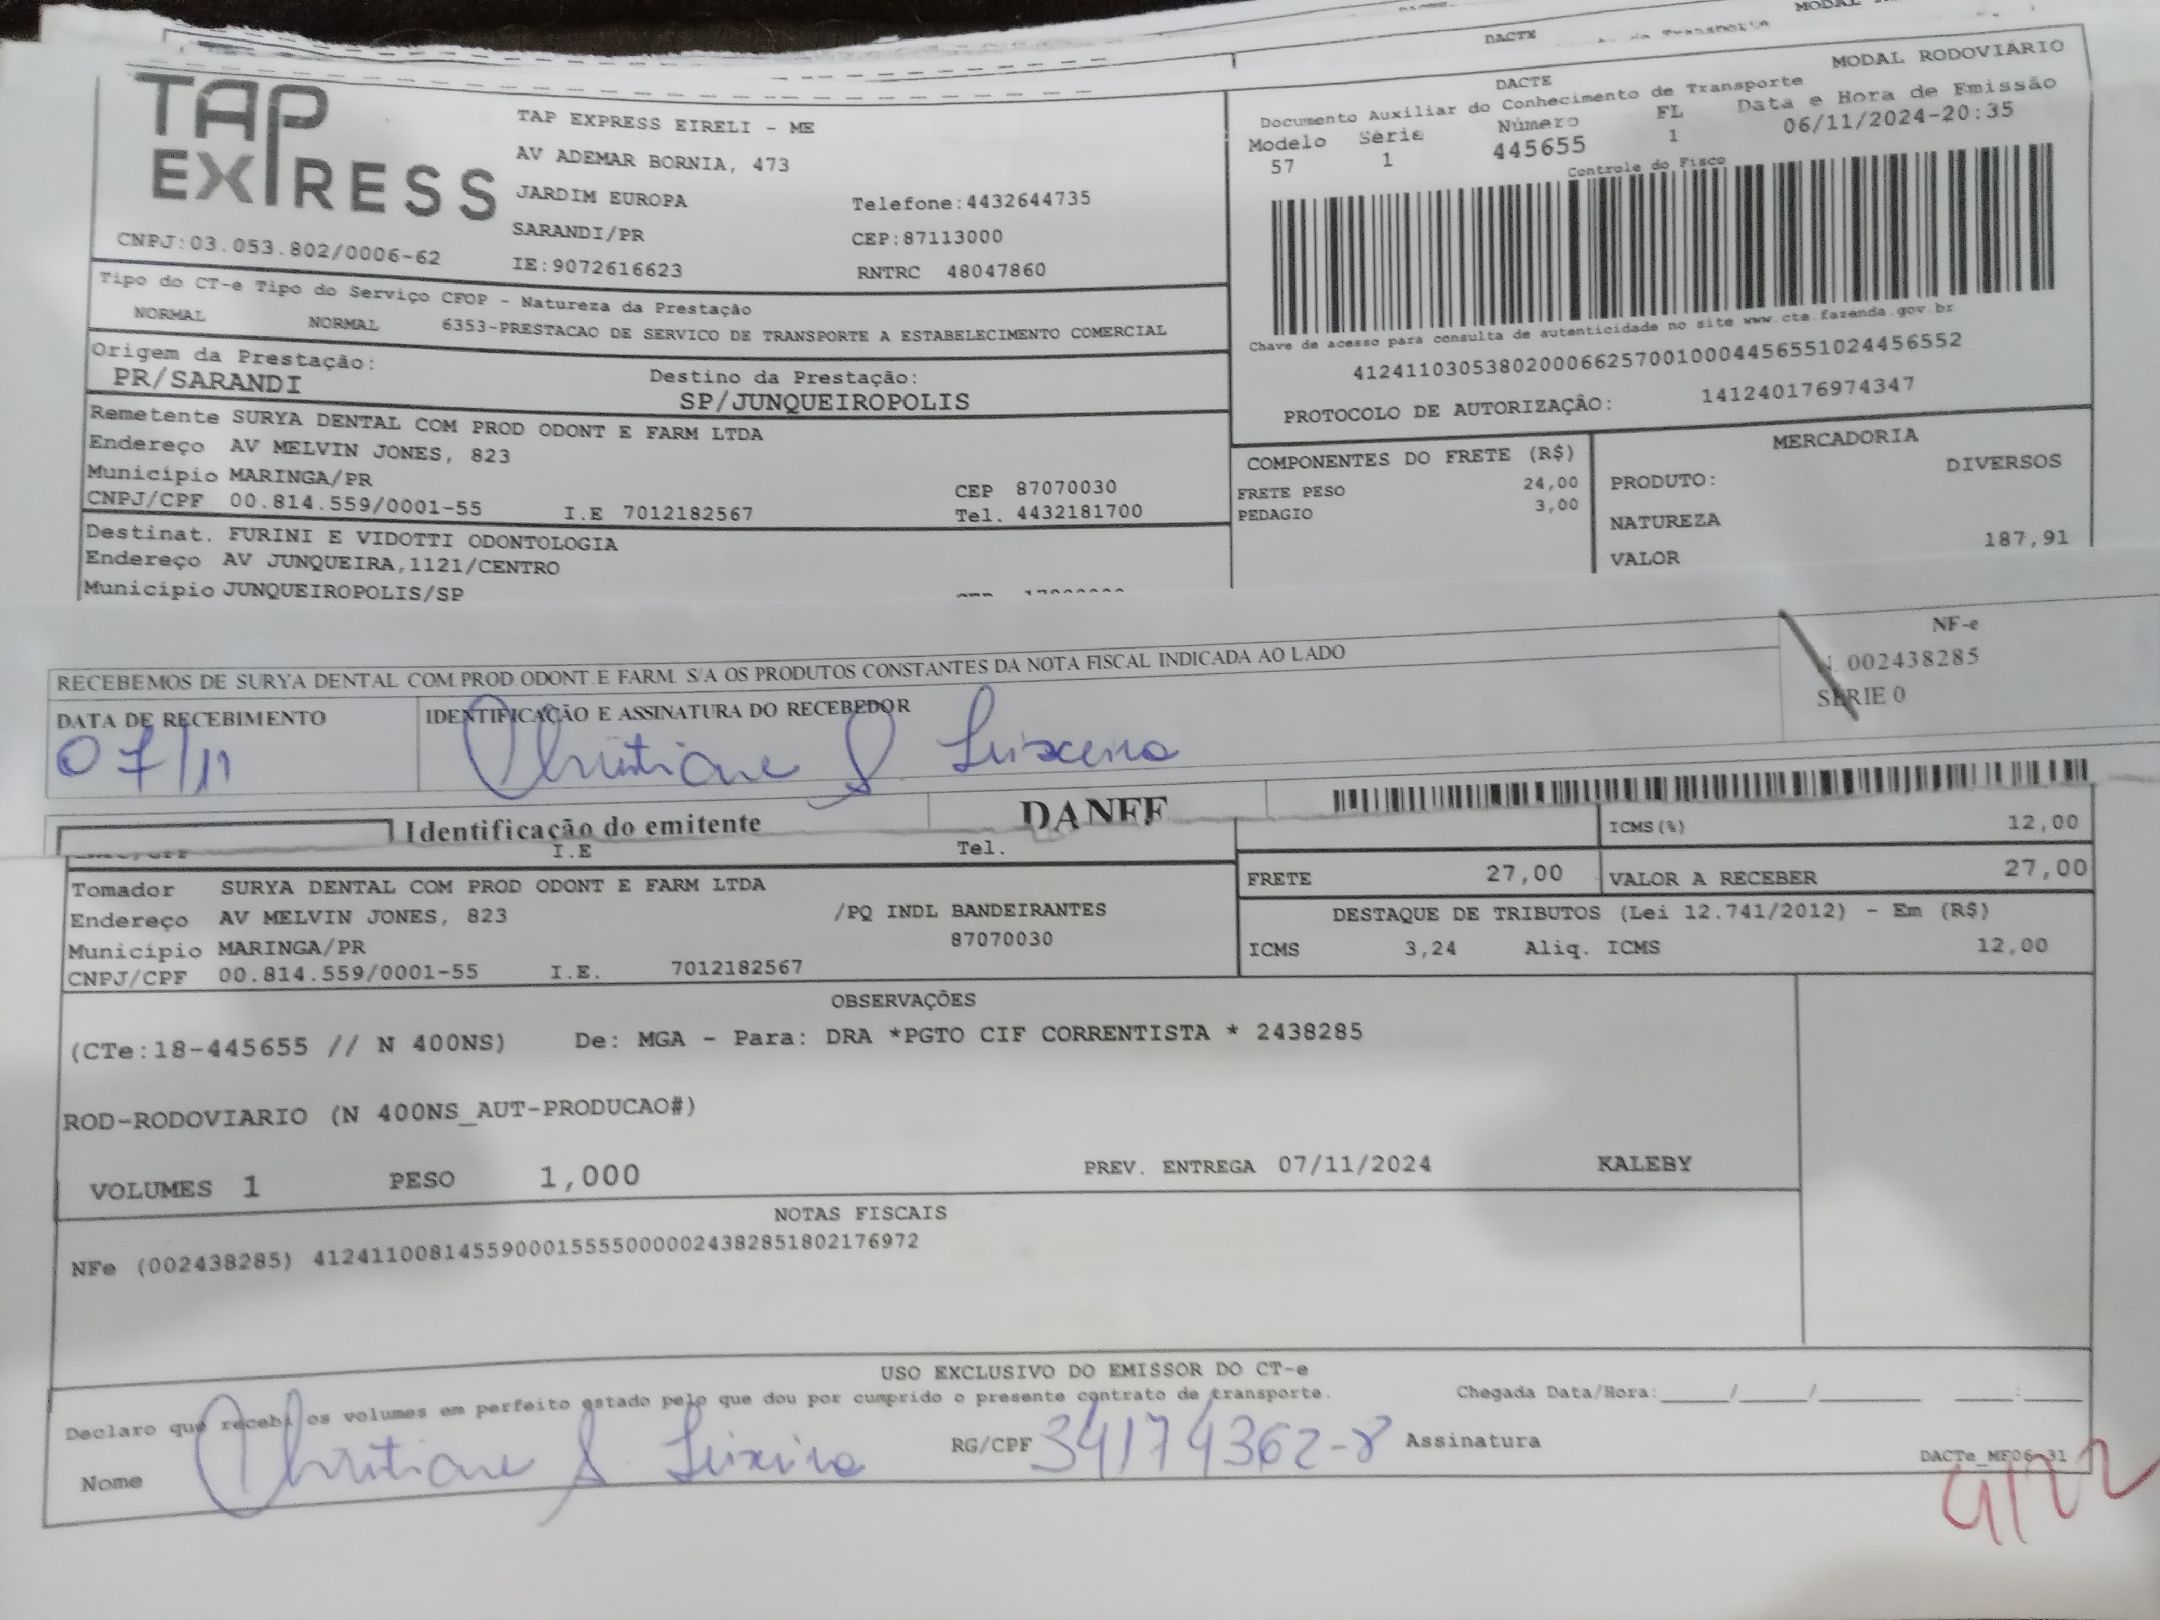 DACTE
MODAL RODOVIARIO
TAP EXPRESS
CNPJ:03.053.802/0006-62
TAP EXPRESS EIRELI - ME
AV ADEMAR BORNIA, 473
JARDIM EUROPA Telefone:4432644735
SARANDI/PR CEP:87113000
IE:9072616623 RNTRC 48047860
DACTE
Documento Auxiliar do Conhecimento de Transporte
Modelo Série Número FL Data e Hora de Emissão
57 1 445655 1 06/11/2024-20:35
Controle do Fisco
Chave de acesso para consulta de autenticidade no site www.cte.fazenda.gov.br
41241103053802000662570010004456551024456552
PROTOCOLO DE AUTORIZAÇÃO: 141240176974347
Tipo do CT-e Tipo do Serviço CFOP - Natureza da Prestação
NORMAL NORMAL 6353-PRESTACAO DE SERVICO DE TRANSPORTE A ESTABELECIMENTO COMERCIAL
Origem da Prestação: Destino da Prestação:
PR/SARANDI SP/JUNQUEIROPOLIS
Remetente SURYA DENTAL COM PROD ODONT E FARM LTDA
Endereço AV MELVIN JONES, 823
Município MARINGA/PR CEP 87070030
CNPJ/CPF 00.814.559/0001-55 I.E 7012182567 Tel. 4432181700
Destinat. FURINI E VIDOTTI ODONTOLOGIA
Endereço AV JUNQUEIRA,1121/CENTRO
Município JUNQUEIROPOLIS/SP
COMPONENTES DO FRETE (R$)
FRETE PESO 24,00
PEDAGIO 3,00
MERCADORIA
PRODUTO: DIVERSOS
NATUREZA
VALOR 187,91
RECEBEMOS DE SURYA DENTAL COM.PROD.ODONT.E FARM. S/A OS PRODUTOS CONSTANTES DA NOTA FISCAL INDICADA AO LADO
NF-e
N. 002438285
SÉRIE 0
DATA DE RECEBIMENTO IDENTIFICAÇÃO E ASSINATURA DO RECEBEDOR
07/11 Christiane S Teixeira
Identificação do emitente DANFE
I.E Tel.
ICMS(%) 12,00
FRETE 27,00 VALOR A RECEBER 27,00
Tomador SURYA DENTAL COM PROD ODONT E FARM LTDA
Endereço AV MELVIN JONES, 823 /PQ INDL BANDEIRANTES
Município MARINGA/PR 87070030
CNPJ/CPF 00.814.559/0001-55 I.E. 7012182567
DESTAQUE DE TRIBUTOS (Lei 12.741/2012) - Em (R$)
ICMS 3,24 Aliq. ICMS 12,00
OBSERVAÇÕES
(CTe:18-445655 // N 400NS) De: MGA - Para: DRA *PGTO CIF CORRENTISTA * 2438285
ROD-RODOVIARIO (N 400NS_AUT-PRODUCAO#)
VOLUMES 1 PESO 1,000 PREV. ENTREGA 07/11/2024 KALEBY
NOTAS FISCAIS
NFe (002438285) 41241100814559000155550000024382851802176972
USO EXCLUSIVO DO EMISSOR DO CT-e
Declaro que recebi os volumes em perfeito estado pelo que dou por cumprido o presente contrato de transporte. Chegada Data/Hora:____/____/______ ____:____
Nome Christiane S Teixeira RG/CPF 34174362-8 Assinatura
DACTe_MF06_31